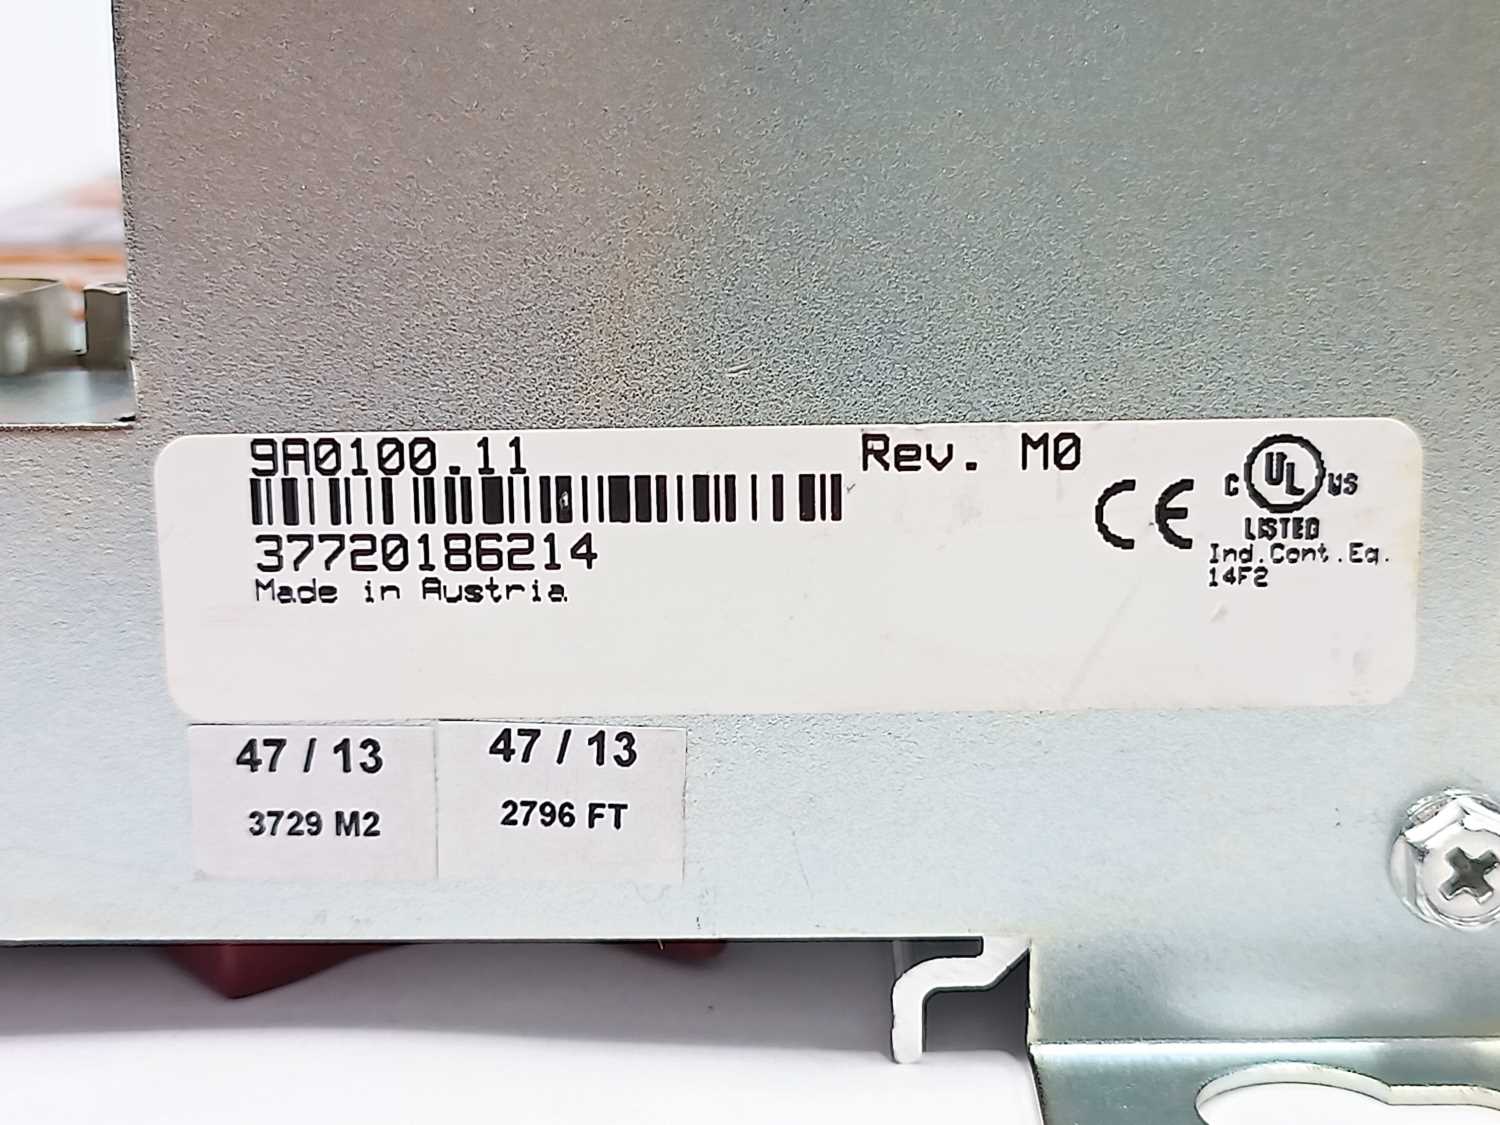 9A0100.11 Rev. M0
37720186214
Made in Austria
CE
C UL US
LISTED
Ind.Cont.Eq.
14F2
47 / 13
3729 M2
47 / 13
2796 FT